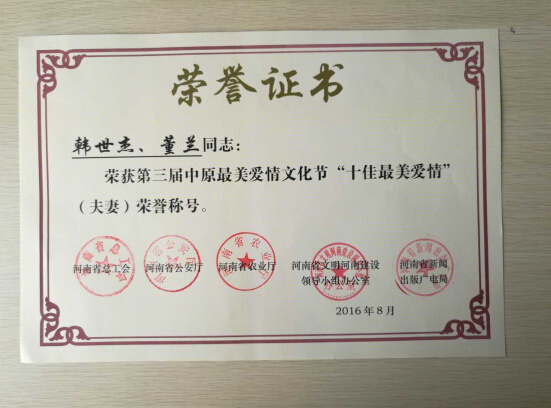 荣誉证书
韩世杰、董兰同志：
荣获第三届中原最美爱情文化节“十佳最美爱情”
（夫妻）荣誉称号。
河南省总工会 河南省公安厅 河南省农业厅 河南省文明河南建设 河南省新闻
领导小组办公室 出版广电局
2016年8月